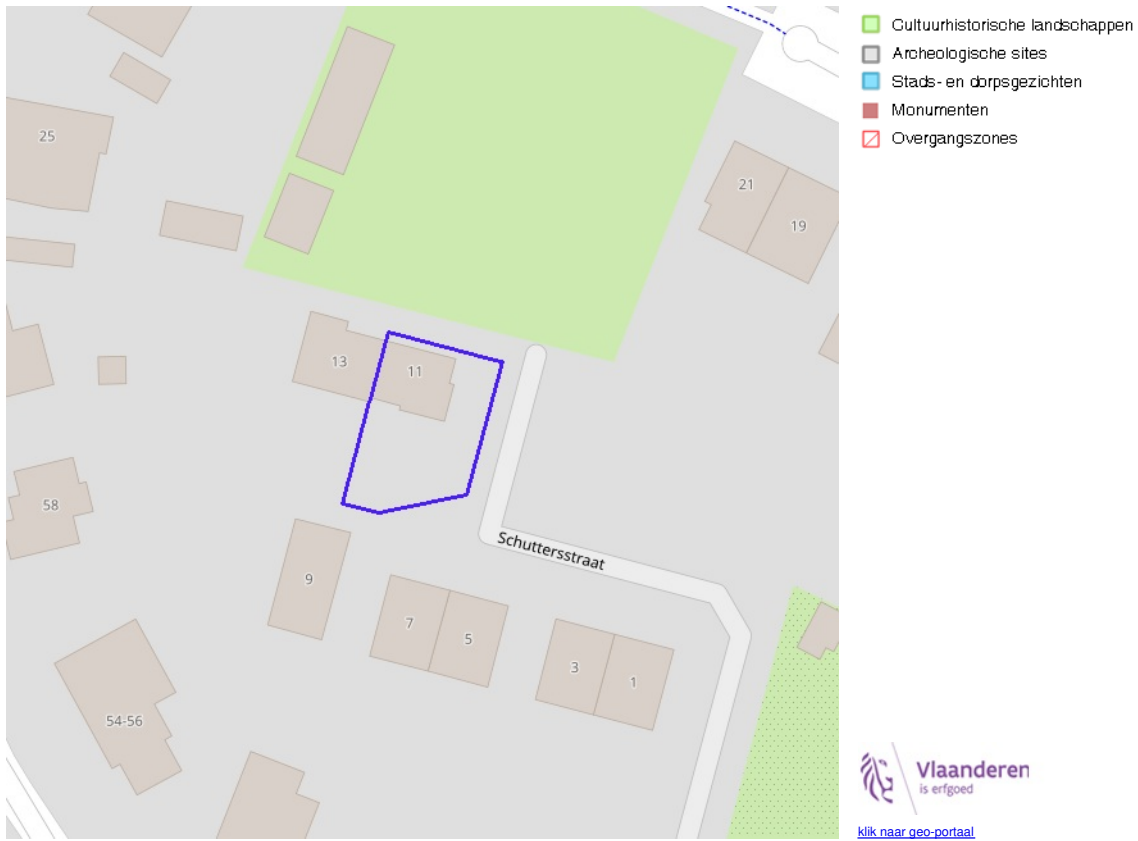 Cultuurhistorische landschappen
Archeologische sites
Stads- en dorpsgezichten
Monumenten
Overgangszones
25
21
19
13
11
58
Schuttersstraat
9
7
5
3
1
54-56
Vlaanderen
is erfgoed
klik naar geo-portaal